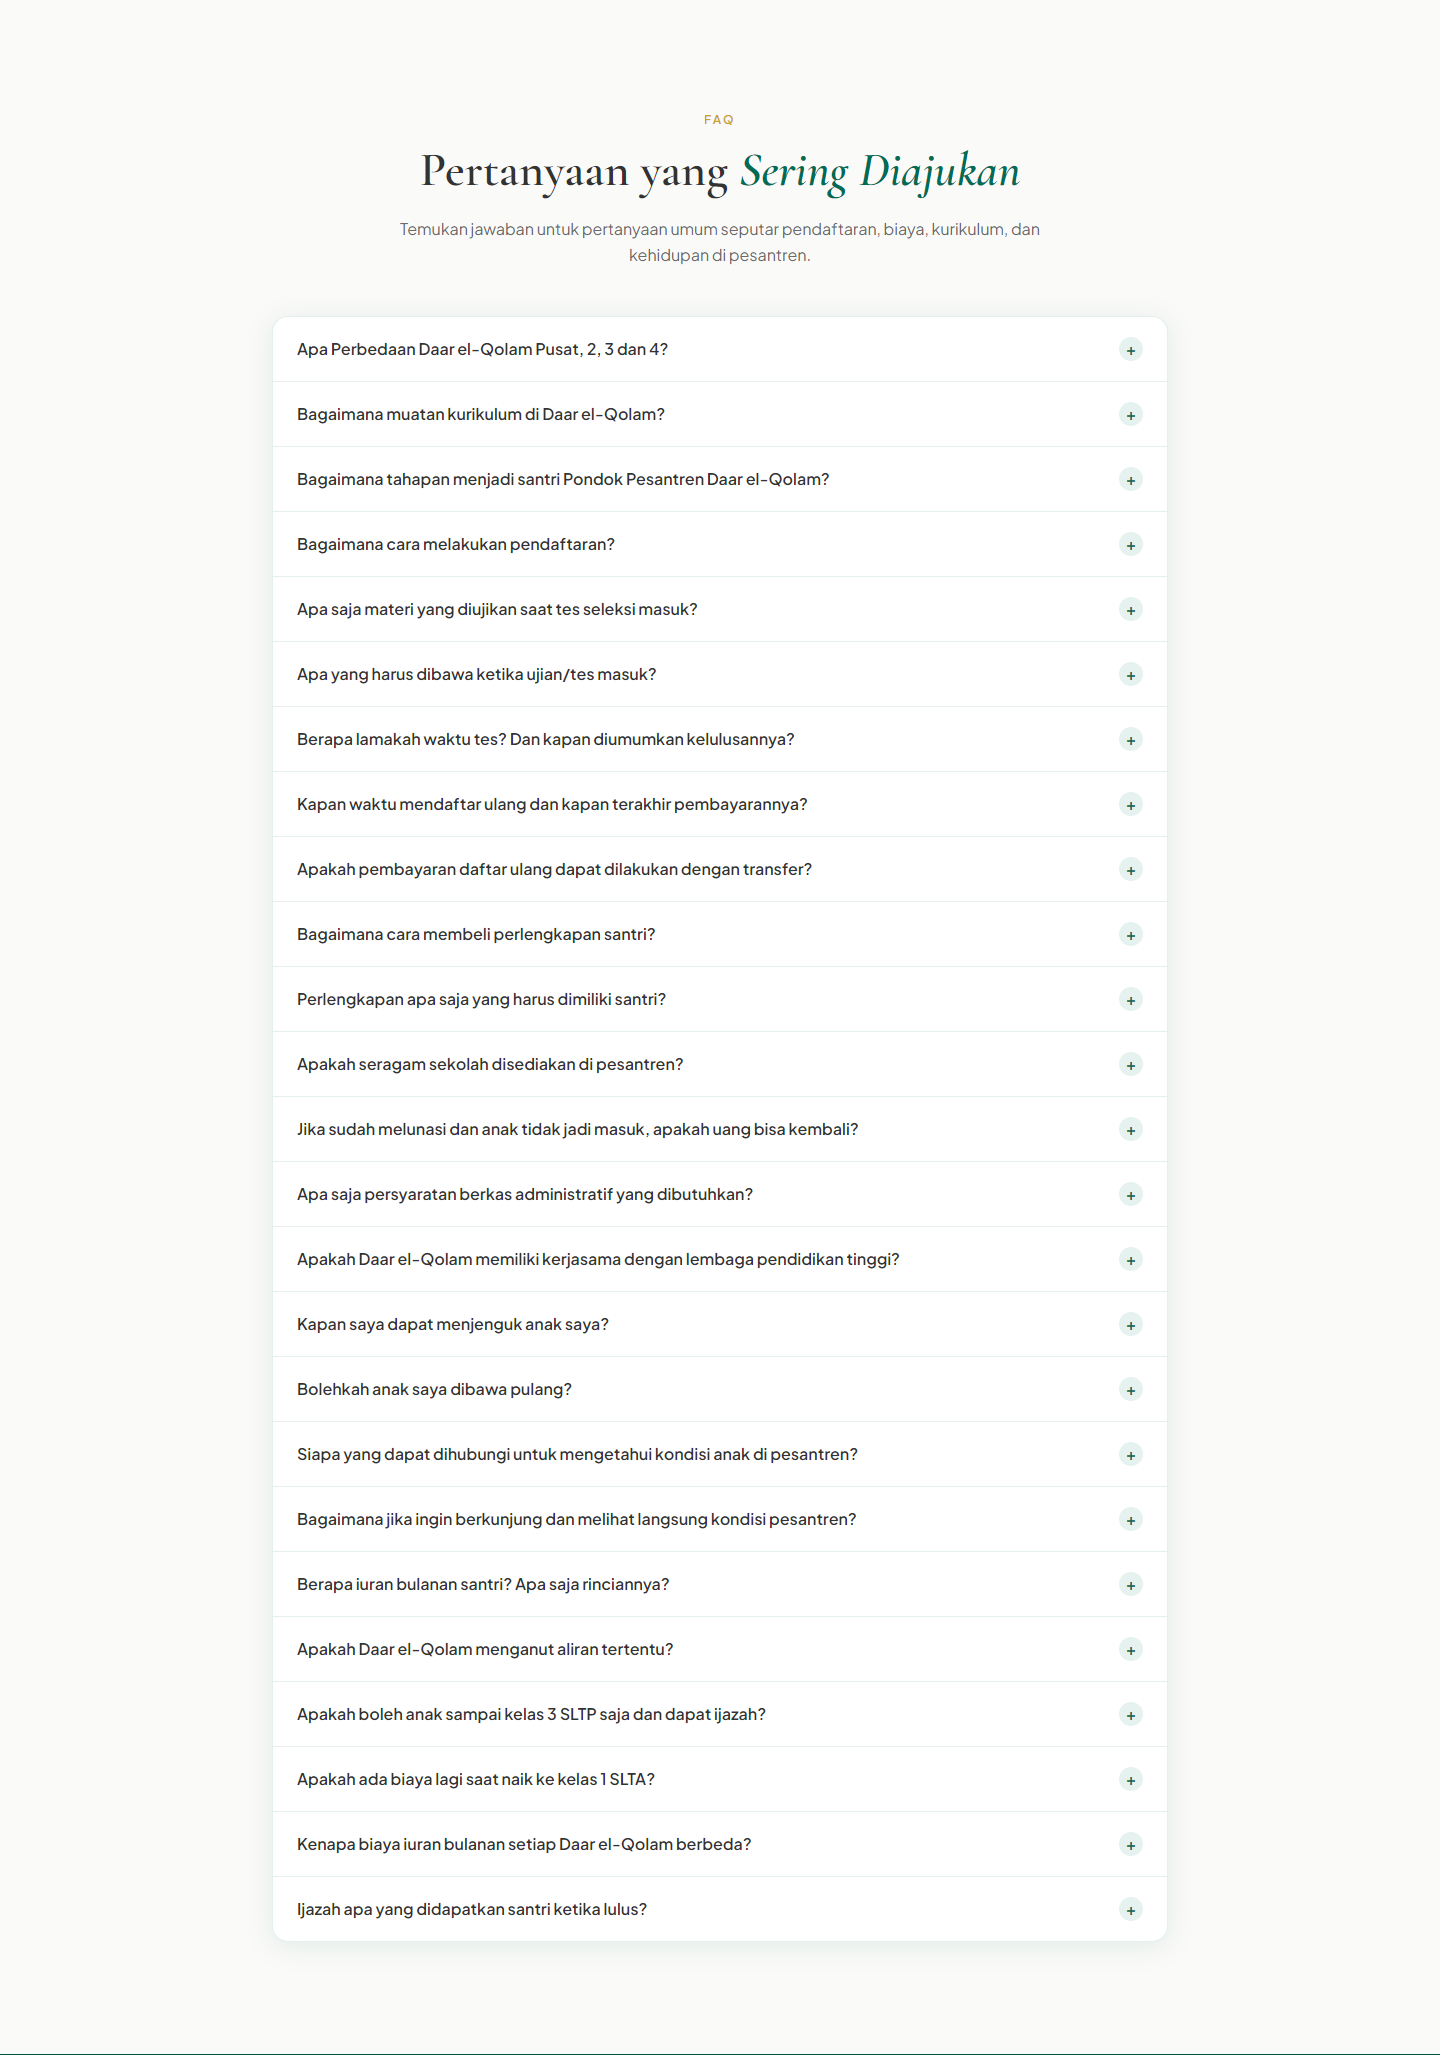 FAQ
Pertanyaan yang Sering Diajukan
Temukan jawaban untuk pertanyaan umum seputar pendaftaran, biaya, kurikulum, dan
kehidupan di pesantren.
Apa Perbedaan Daar el-Qolam Pusat, 2, 3 dan 4?
+
Bagaimana muatan kurikulum di Daar el-Qolam?
+
Bagaimana tahapan menjadi santri Pondok Pesantren Daar el-Qolam?
+
Bagaimana cara melakukan pendaftaran?
+
Apa saja materi yang diujikan saat tes seleksi masuk?
+
Apa yang harus dibawa ketika ujian/tes masuk?
+
Berapa lamakah waktu tes? Dan kapan diumumkan kelulusannya?
+
Kapan waktu mendaftar ulang dan kapan terakhir pembayarannya?
+
Apakah pembayaran daftar ulang dapat dilakukan dengan transfer?
+
Bagaimana cara membeli perlengkapan santri?
+
Perlengkapan apa saja yang harus dimiliki santri?
+
Apakah seragam sekolah disediakan di pesantren?
+
Jika sudah melunasi dan anak tidak jadi masuk, apakah uang bisa kembali?
+
Apa saja persyaratan berkas administratif yang dibutuhkan?
+
Apakah Daar el-Qolam memiliki kerjasama dengan lembaga pendidikan tinggi?
+
Kapan saya dapat menjenguk anak saya?
+
Bolehkah anak saya dibawa pulang?
+
Siapa yang dapat dihubungi untuk mengetahui kondisi anak di pesantren?
+
Bagaimana jika ingin berkunjung dan melihat langsung kondisi pesantren?
+
Berapa iuran bulanan santri? Apa saja rinciannya?
+
Apakah Daar el-Qolam menganut aliran tertentu?
+
Apakah boleh anak sampai kelas 3 SLTP saja dan dapat ijazah?
+
Apakah ada biaya lagi saat naik ke kelas 1 SLTA?
+
Kenapa biaya iuran bulanan setiap Daar el-Qolam berbeda?
+
Ijazah apa yang didapatkan santri ketika lulus?
+